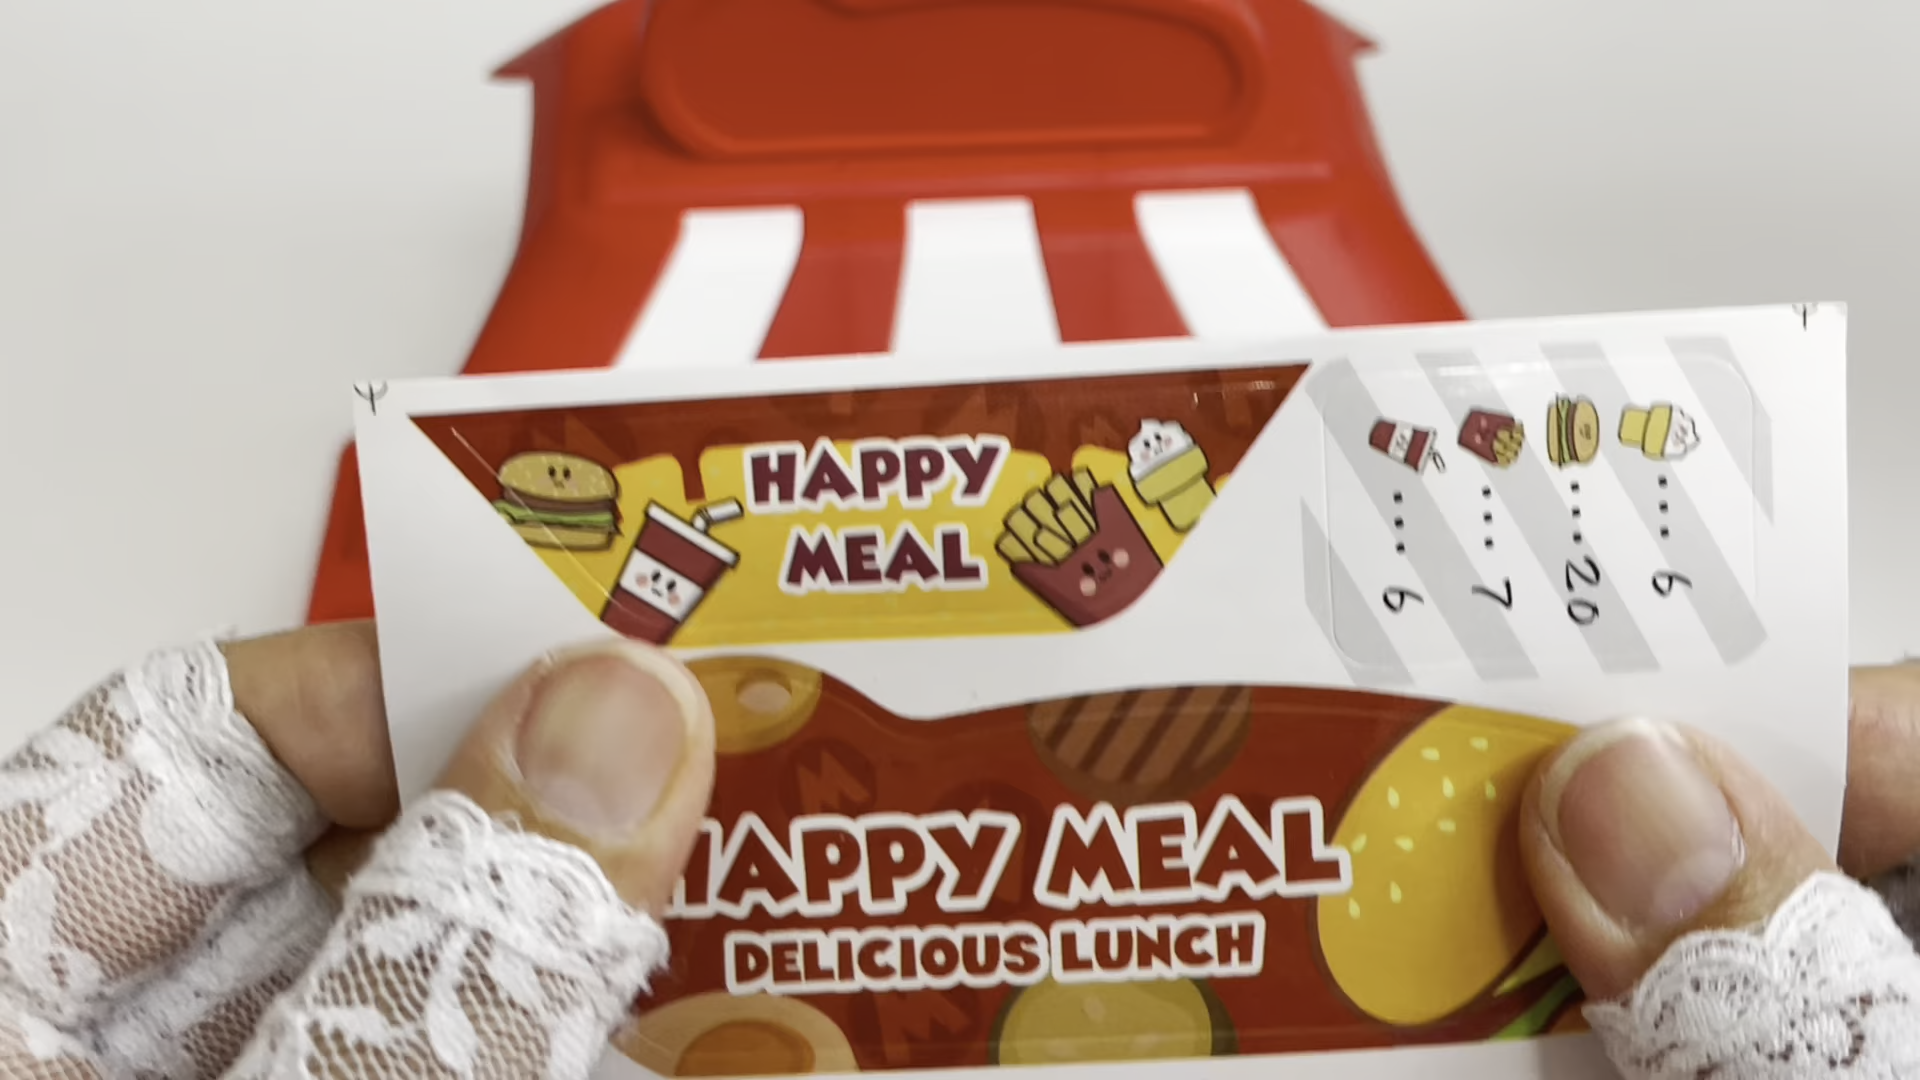 HAPPY
MEAL
....6
....20
....7
....6
HAPPY MEAL
DELICIOUS LUNCH